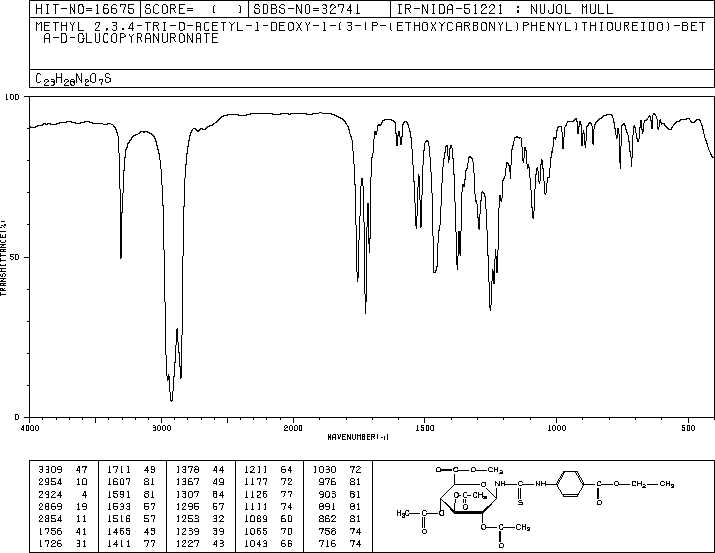 HIT-NO=16675 SCORE= ( ) SDBS-NO=32741 IR-NIDA-51221 : NUJOL MULL
METHYL 2,3,4-TRI-O-ACETYL-1-DEOXY-1-(3-(P-(ETHOXYCARBONYL)PHENYL)THIOUREIDO)-BET
A-D-GLUCOPYRANURONATE
C23H28N2O7S
100
50
0
TRANSMITTANCE(%)
4000 3000 2000 1500 1000 500
WAVENUMBER(-1)
3309 47 1711 49 1378 44 1211 64 1030 72
2954 10 1607 81 1367 49 1177 72 976 81
2924 4 1591 81 1307 64 1126 77 903 81
2869 19 1533 57 1296 57 1111 74 891 81
2854 11 1516 57 1253 32 1089 60 862 81
1756 41 1465 43 1239 39 1065 70 758 74
1726 31 1411 77 1227 43 1043 66 716 74
O O CH3
O NH NH O CH2 CH3
S O
H3C O O O CH3
O O CH3
O